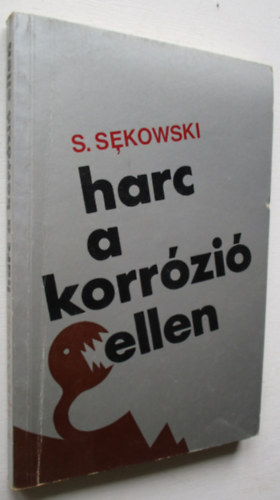 S. SĘKOWSKI
harc
a
korrózió
ellen